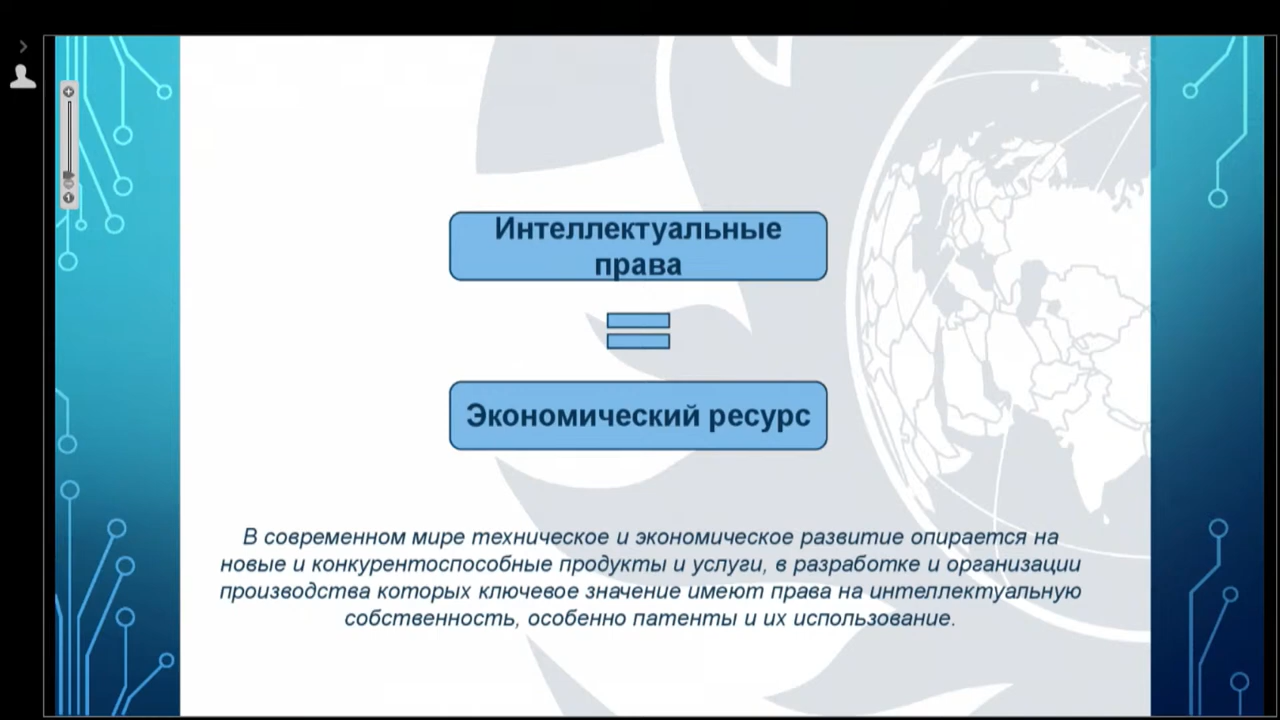 Интеллектуальные
права
Экономический ресурс
В современном мире техническое и экономическое развитие опирается на
новые и конкурентоспособные продукты и услуги, в разработке и организации
производства которых ключевое значение имеют права на интеллектуальную
собственность, особенно патенты и их использование.